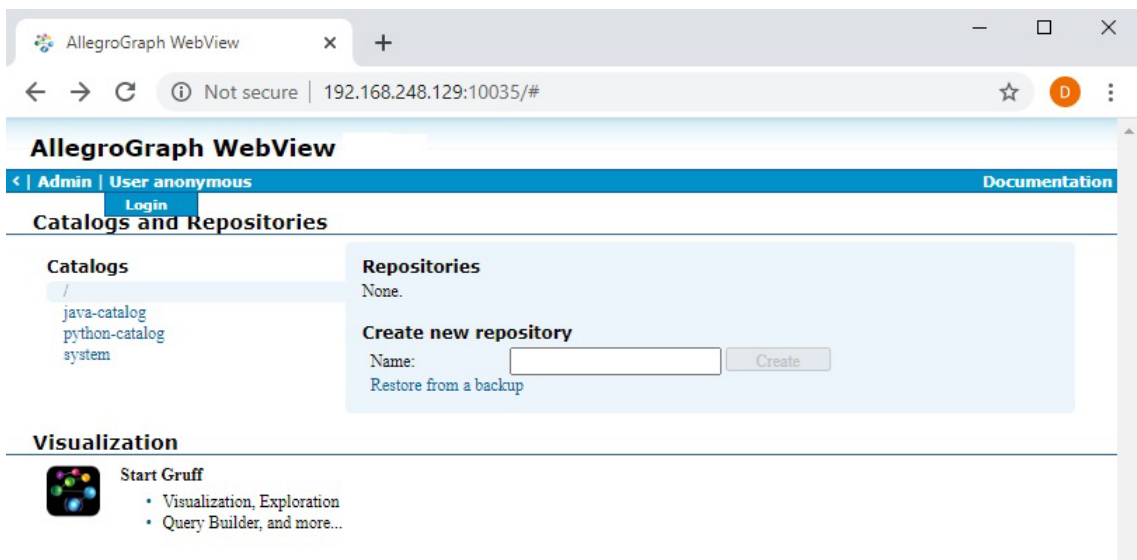 AllegroGraph WebView
Not secure | 192.168.248.129:10035/#
D
AllegroGraph WebView
< | Admin | User anonymous
Documentation
Login
Catalogs and Repositories
Catalogs
/
java-catalog
python-catalog
system
Repositories
None.
Create new repository
Name:
Create
Restore from a backup
Visualization
Start Gruff
• Visualization, Exploration
• Query Builder, and more...